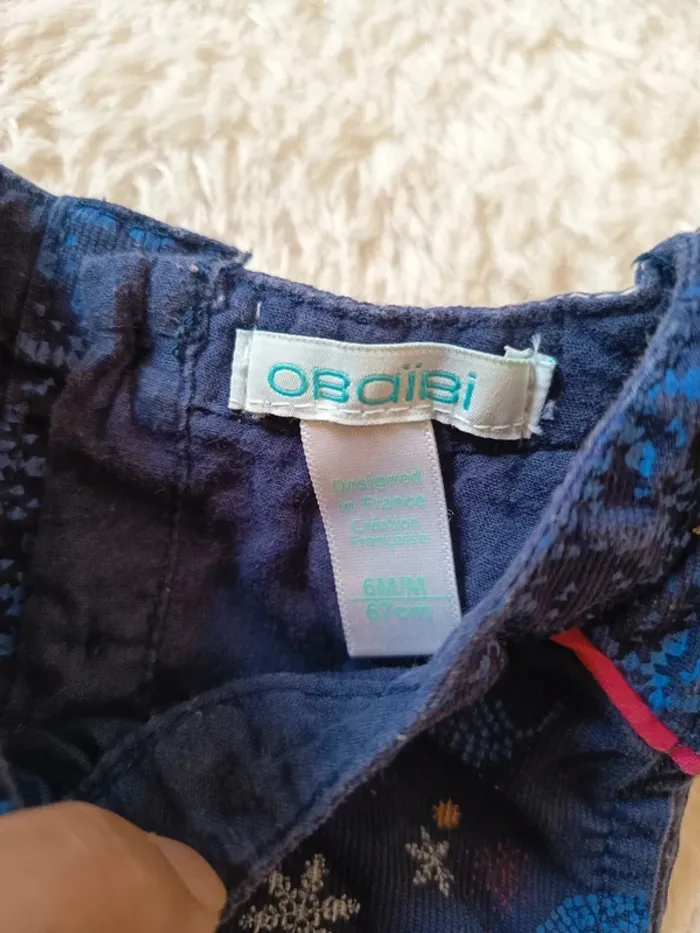 OBaïBi
Designed
in France
Création
Française
6M/M
67cm